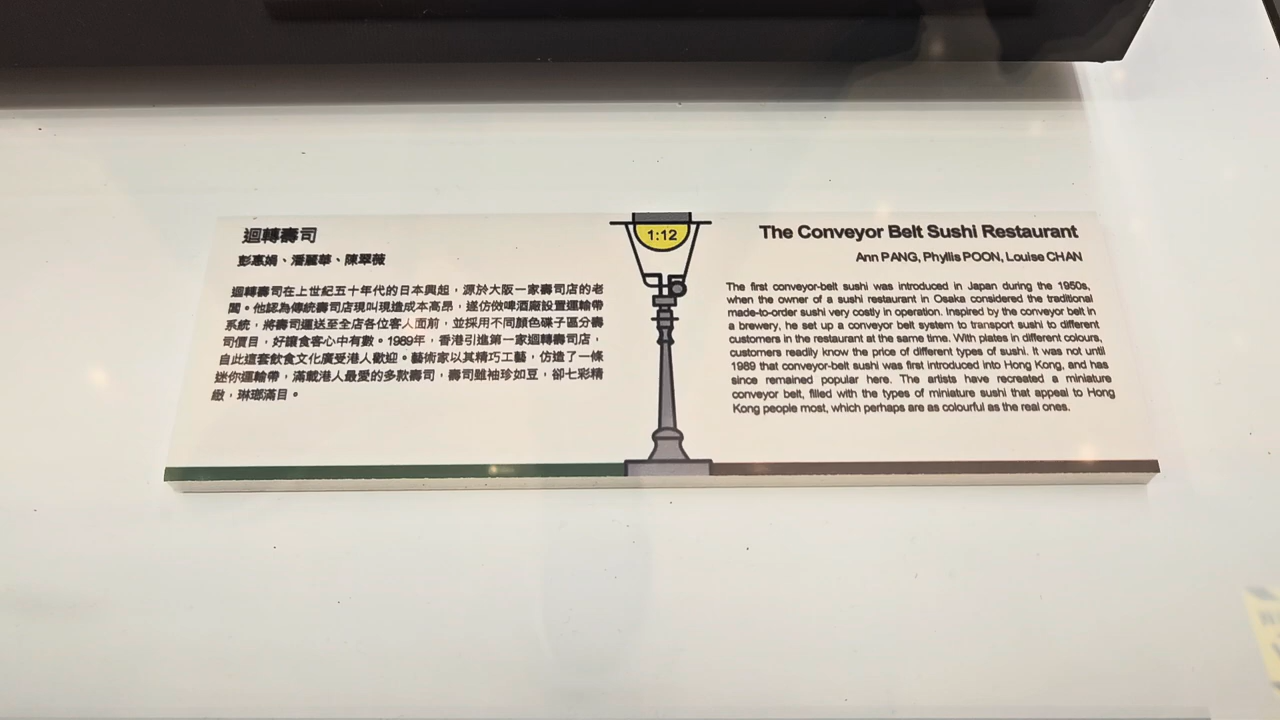 迴轉壽司
彭惠娟、潘麗華、陳翠薇
迴轉壽司在上世紀五十年代的日本興起，源於大阪一家壽司店的老
闆。他認為傳統壽司店現叫現造成本高昂，遂仿傚啤酒廠設置運輸帶
系統，將壽司運送至全店各位客人面前，並採用不同顏色碟子區分壽
司價目，好讓食客心中有數。1989年，香港引進第一家迴轉壽司店，
自此這套飲食文化廣受港人歡迎。藝術家以其精巧工藝，仿造了一條
迷你運輸帶，滿載港人最愛的多款壽司，壽司雖袖珍如豆，卻七彩精
緻，琳瑯滿目。
1:12
The Conveyor Belt Sushi Restaurant
Ann PANG, Phyllis POON, Louise CHAN
The first conveyor-belt sushi was introduced in Japan during the 1950s,
when the owner of a sushi restaurant in Osaka considered the traditional
made-to-order sushi very costly in operation. Inspired by the conveyor belt in
a brewery, he set up a conveyor belt system to transport sushi to different
customers in the restaurant at the same time. With plates in different colours,
customers readily know the price of different types of sushi. It was not until
1989 that conveyor-belt sushi was first introduced into Hong Kong, and has
since remained popular here. The artists have recreated a miniature
conveyor belt, filled with the types of miniature sushi that appeal to Hong
Kong people most, which perhaps are as colourful as the real ones.